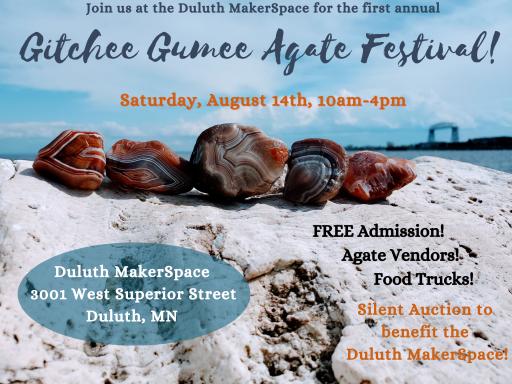 Join us at the Duluth MakerSpace for the first annual
Gitchee Gumee Agate Festival!
Saturday, August 14th, 10am-4pm
FREE Admission!
Agate Vendors!
Food Trucks!
Duluth MakerSpace
3001 West Superior Street
Duluth, MN
Silent Auction to
benefit the
Duluth MakerSpace!